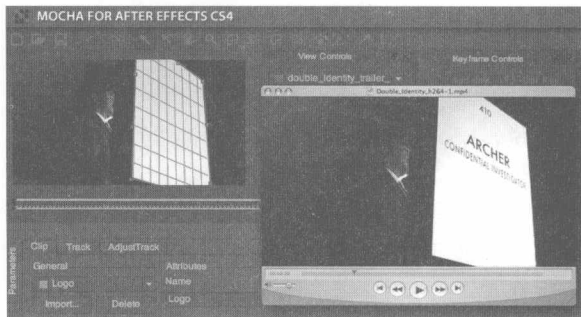 MOCHA FOR AFTER EFFECTS CS4
View Controls
Keyframe Controls
double_identity_trailer_
Double_Identity_h264-1.mp4
410
ARCHER
CONFIDENTIAL INVESTIGATOR
Parameters
Clip Track AdjustTrack
General Attributes
Logo Name
Import... Delete Logo